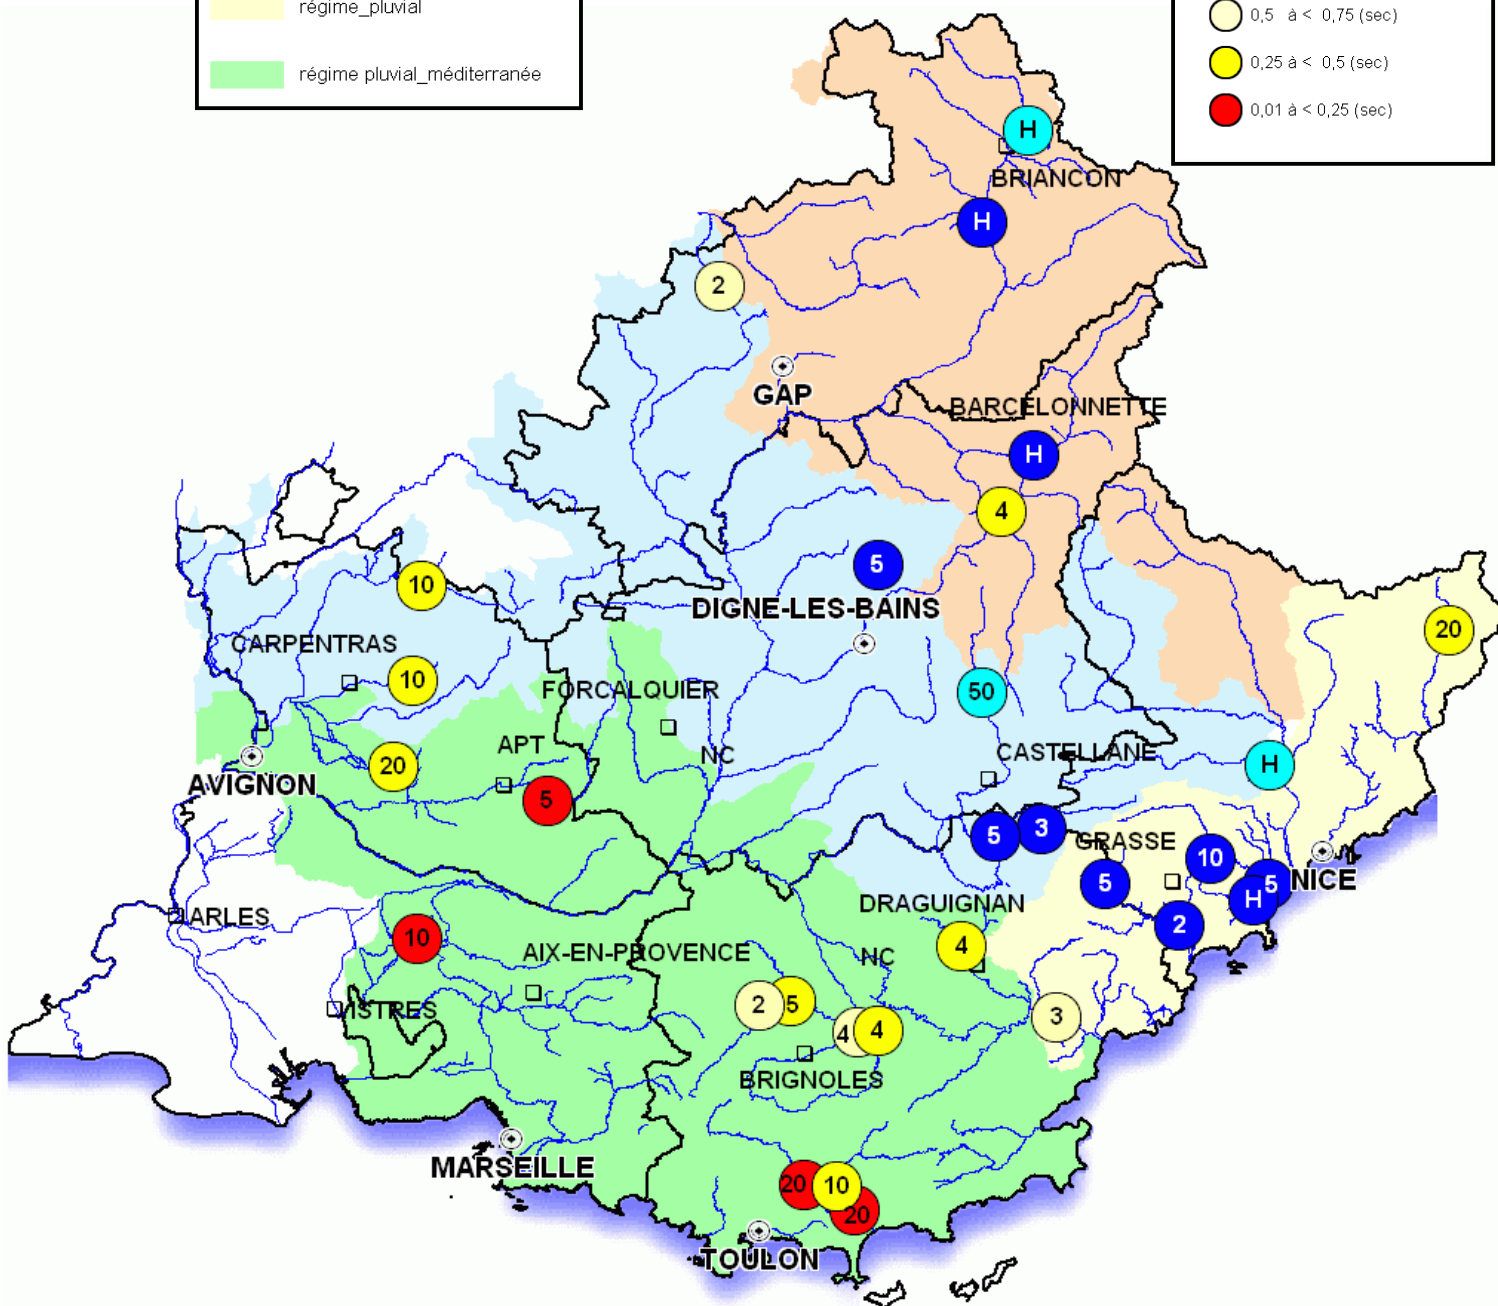 régime_pluvial
0,5 à < 0,75 (sec)
0,25 à < 0,5 (sec)
régime pluvial_méditerranée
0,01 à < 0,25 (sec)
H
BRIANCON
H
2
GAP
BARCELONNETTE
H
4
5
10
DIGNE-LES-BAINS
20
CARPENTRAS
10
FORCALQUIER
50
APT
NC
CASTELLANE
AVIGNON
20
H
5
5
3
GRASSE
10
NICE
5
5
H
DRAGUIGNAN
2
ARLES
10
AIX-EN-PROVENCE
NC
4
ISTRES
2
5
3
4
4
BRIGNOLES
MARSEILLE
20
10
20
TOULON